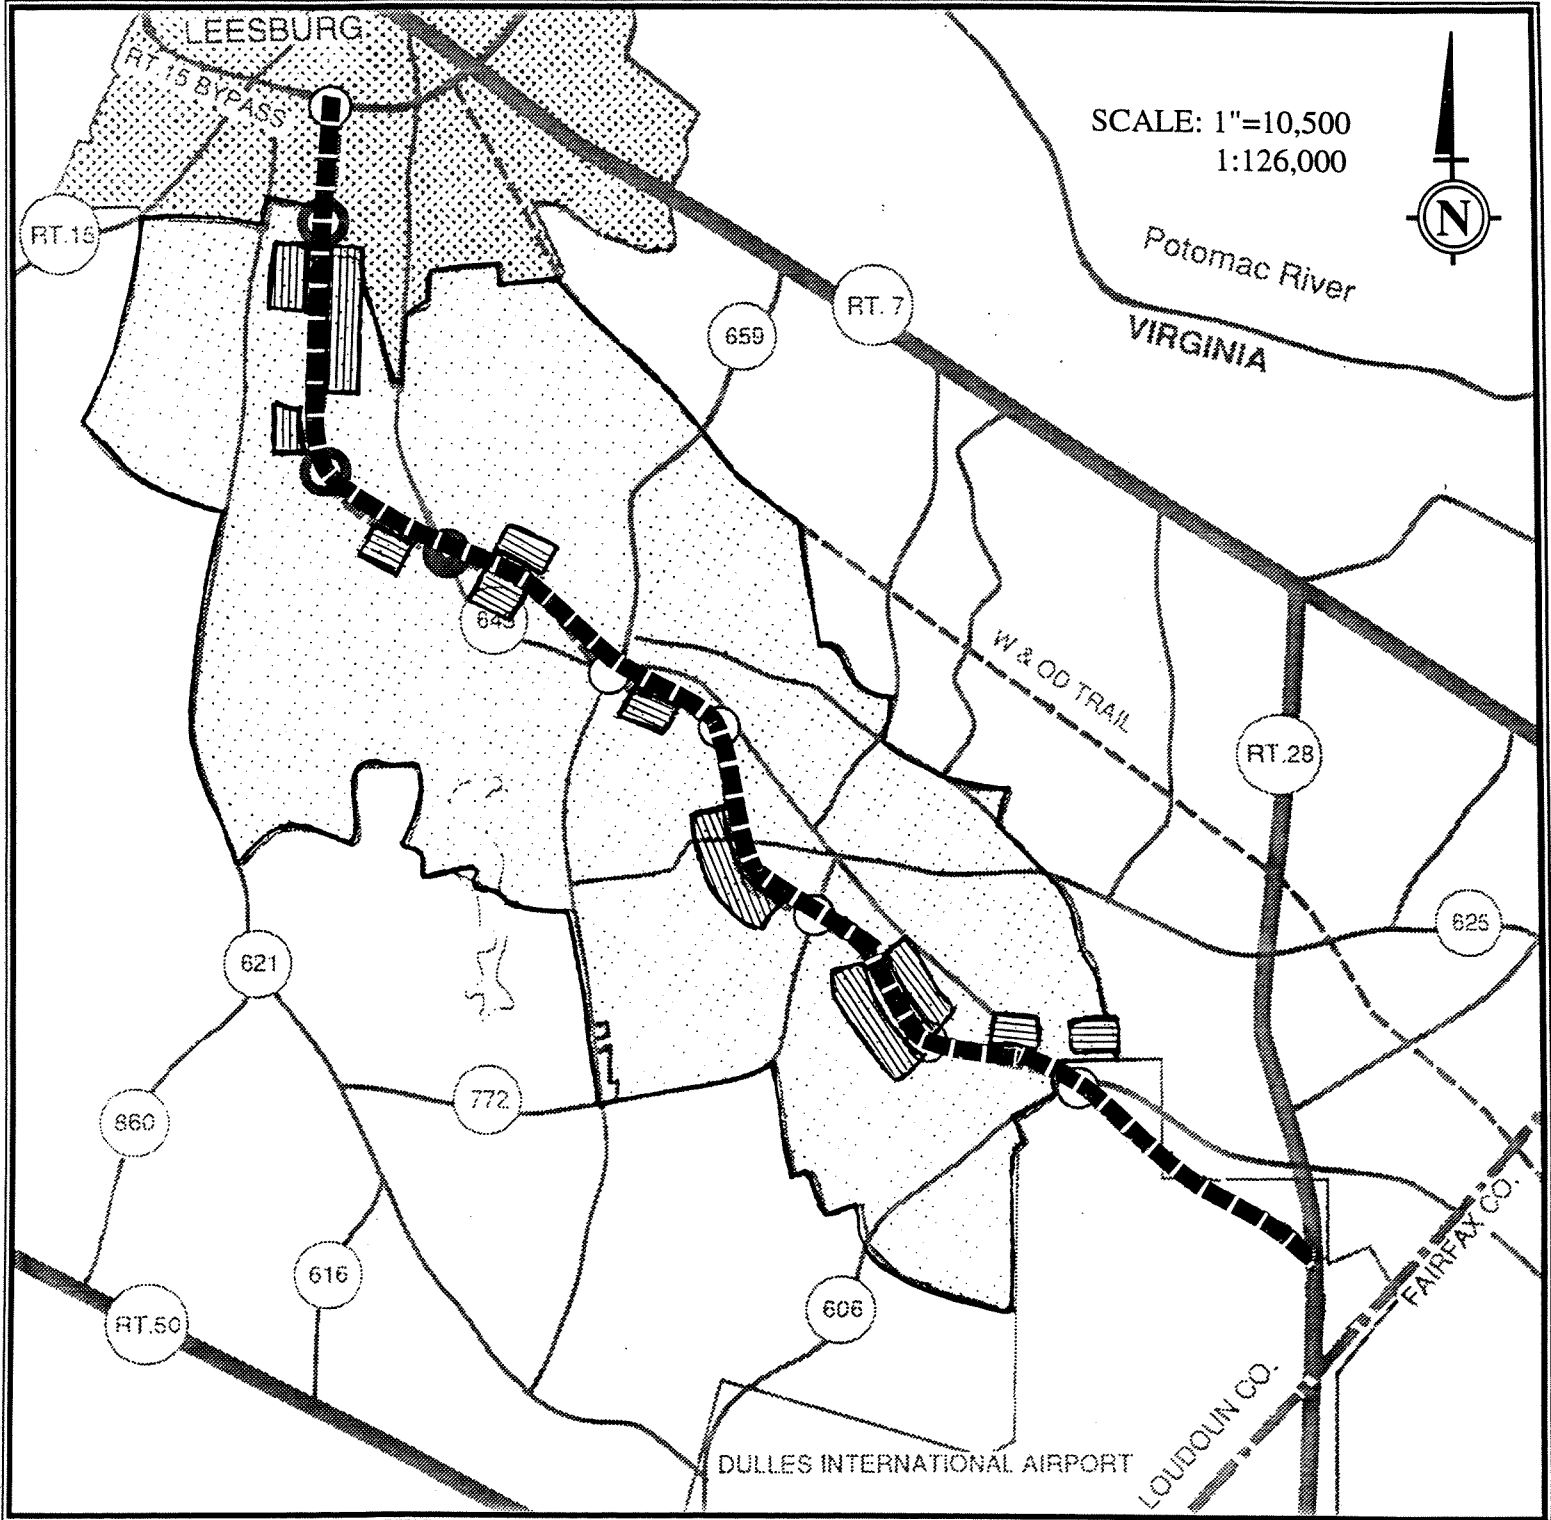 LEESBURG
RT. 15 BYPASS
SCALE: 1"=10,500
1:126,000
N
RT.15
Potomac River
RT. 7
659
VIRGINIA
643
W & OD TRAIL
RT.28
625
621
772
860
FAIRFAX CO.
616
606
RT.50
LOUDOUN CO.
DULLES INTERNATIONAL AIRPORT